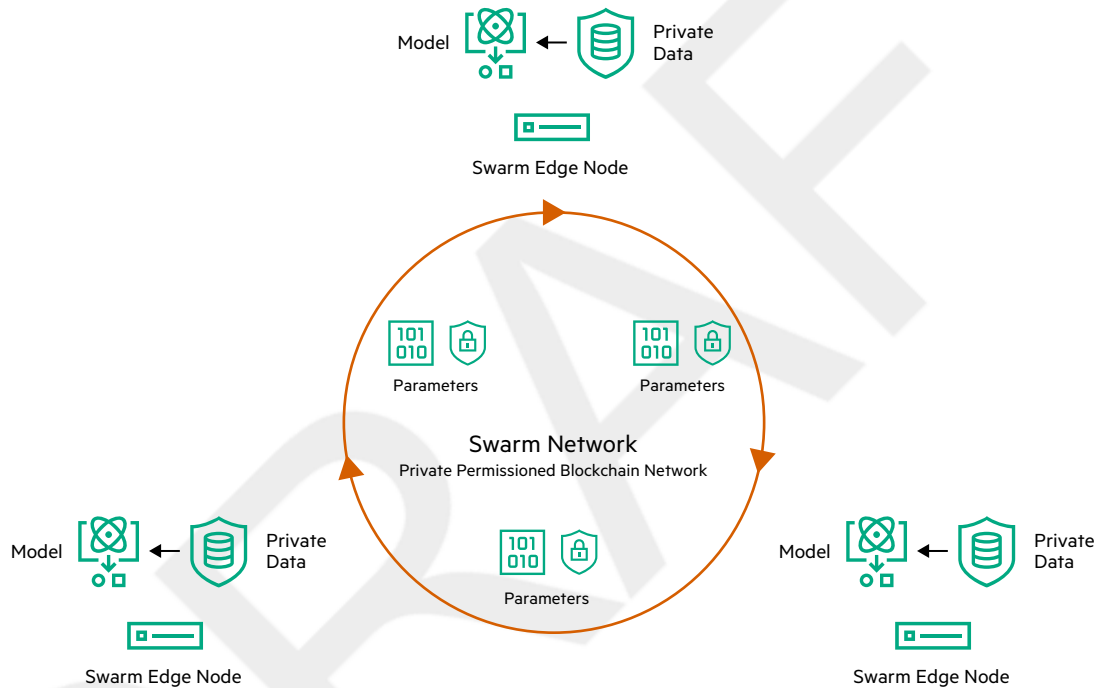 Model
Private
Data
Swarm Edge Node
101
010
Parameters
101
010
Parameters
Swarm Network
Private Permissioned Blockchain Network
Model
Private
Data
101
010
Parameters
Model
Private
Data
Swarm Edge Node
Swarm Edge Node